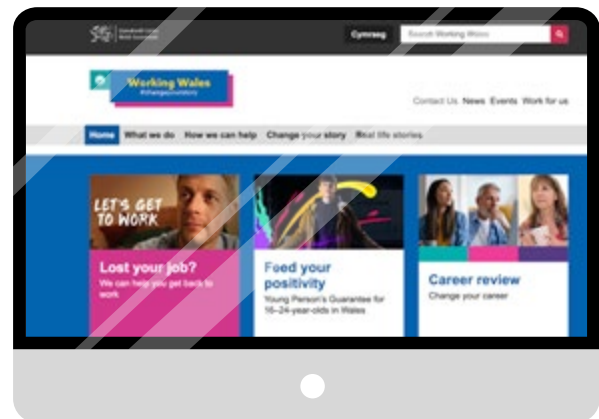 Cymraeg
Search Working Wales
Working Wales
#changeyourstory
Contact Us News Events Work for us
Home What we do How we can help Change your story Real life stories
LET'S GET
TO WORK
Lost your job?
We can help you get back to
work
Feed your
positivity
Young Person's Guarantee for
16–24-year-olds in Wales
Career review
Change your career